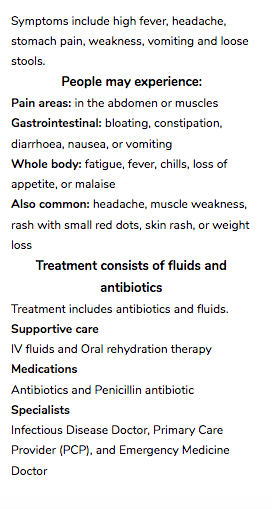 Symptoms include high fever, headache,
stomach pain, weakness, vomiting and loose
stools.
People may experience:
Pain areas: in the abdomen or muscles
Gastrointestinal: bloating, constipation,
diarrhoea, nausea, or vomiting
Whole body: fatigue, fever, chills, loss of
appetite, or malaise
Also common: headache, muscle weakness,
rash with small red dots, skin rash, or weight
loss
Treatment consists of fluids and
antibiotics
Treatment includes antibiotics and fluids.
Supportive care
IV fluids and Oral rehydration therapy
Medications
Antibiotics and Penicillin antibiotic
Specialists
Infectious Disease Doctor, Primary Care
Provider (PCP), and Emergency Medicine
Doctor